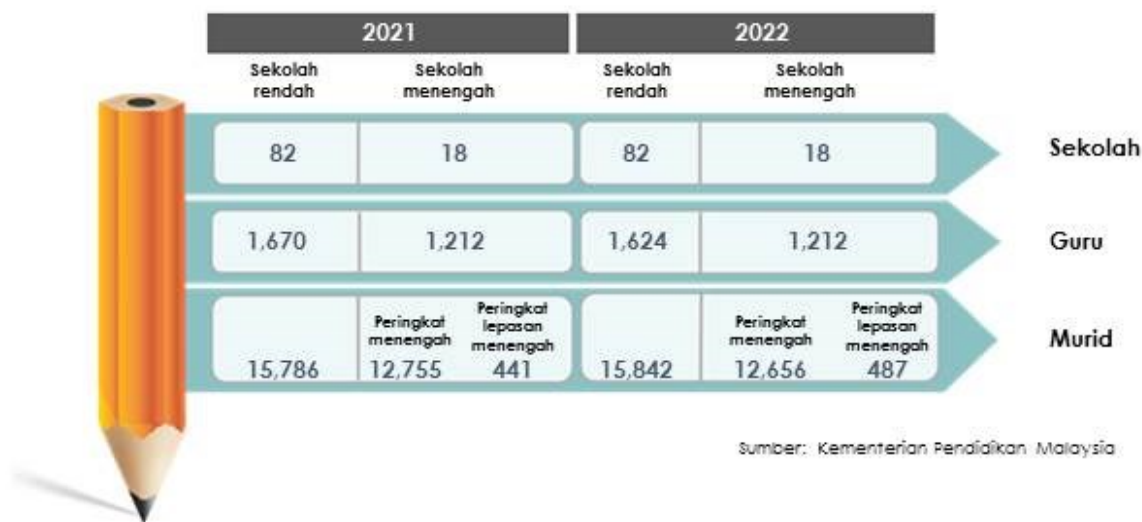 2021 2022
Sekolah rendah Sekolah menengah Sekolah rendah Sekolah menengah
82 18 82 18 Sekolah
1,670 1,212 1,624 1,212 Guru
Peringkat menengah Peringkat lepasan menengah Peringkat menengah Peringkat lepasan menengah Murid
15,786 12,755 441 15,842 12,656 487
Sumber: Kementerian Pendidikan Malaysia